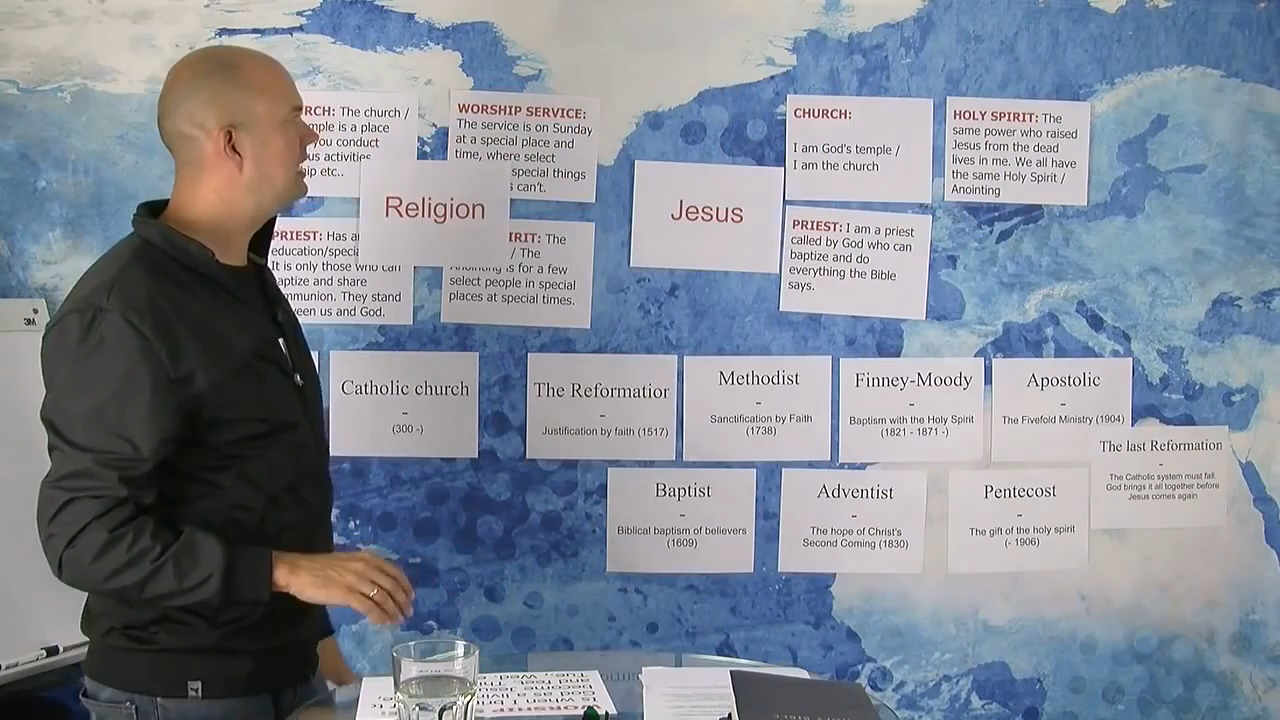 RCH: The church /
mple is a place
you conduct
us activities
ip etc..
WORSHIP SERVICE:
The service is on Sunday
at a special place and
time, where select
special things
can't.
Religion
PRIEST: Has a
education/specia
It is only those who can
aptize and share
mmunion. They stand
ween us and God.
IRIT: The
/ The
Anointing is for a few
select people in special
places at special times.
Jesus
CHURCH:
I am God's temple /
I am the church
HOLY SPIRIT: The
same power who raised
Jesus from the dead
lives in me. We all have
the same Holy Spirit /
Anointing
PRIEST: I am a priest
called by God who can
baptize and do
everything the Bible
says.
Catholic church
-
(300 -)
The Reformation
-
Justification by faith (1517)
Methodist
-
Sanctification by Faith
(1738)
Finney-Moody
-
Baptism with the Holy Spirit
(1821 - 1871 -)
Apostolic
-
The Fivefold Ministry (1904)
The last Reformation
-
The Catholic system must fall.
God brings it all together before
Jesus comes again
Baptist
-
Biblical baptism of believers
(1609)
Adventist
-
The hope of Christ's
Second Coming (1830)
Pentecost
-
The gift of the holy spirit
(- 1906)
3M
HOLY BIBLE